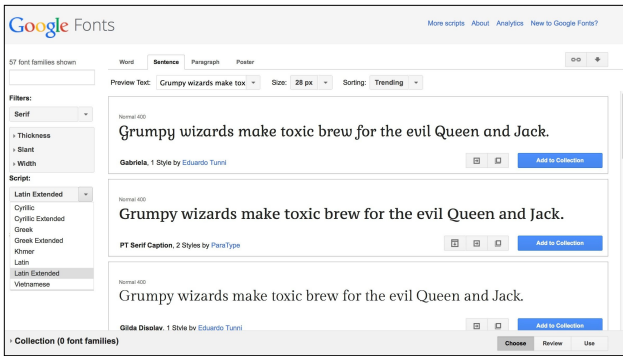 Google Fonts
More scripts About Analytics New to Google Fonts?
57 font families shown
Word Sentence Paragraph Poster
Preview Text: Grumpy wizards make tox Size: 28 px Sorting: Trending
Filters:
Serif
Thickness
Slant
Width
Script:
Latin Extended
Cyrillic
Cyrillic Extended
Greek
Greek Extended
Khmer
Latin
Latin Extended
Vietnamese
Normal 400
Grumpy wizards make toxic brew for the evil Queen and Jack.
Gabriela, 1 Style by Eduardo Tunni
Add to Collection
Normal 400
Grumpy wizards make toxic brew for the evil Queen and Jack.
PT Serif Caption, 2 Styles by ParaType
Add to Collection
Normal 400
Grumpy wizards make toxic brew for the evil Queen and Jack.
Gilda Display, 1 Style by Eduardo Tunni
Add to Collection
Collection (0 font families)
Choose Review Use